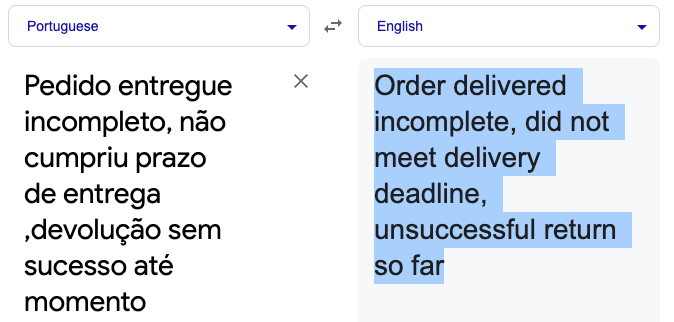 Portuguese
English
Pedido entregue
incompleto, não
cumpriu prazo
de entrega
,devolução sem
sucesso até
momento
Order delivered
incomplete, did not
meet delivery
deadline,
unsuccessful return
so far